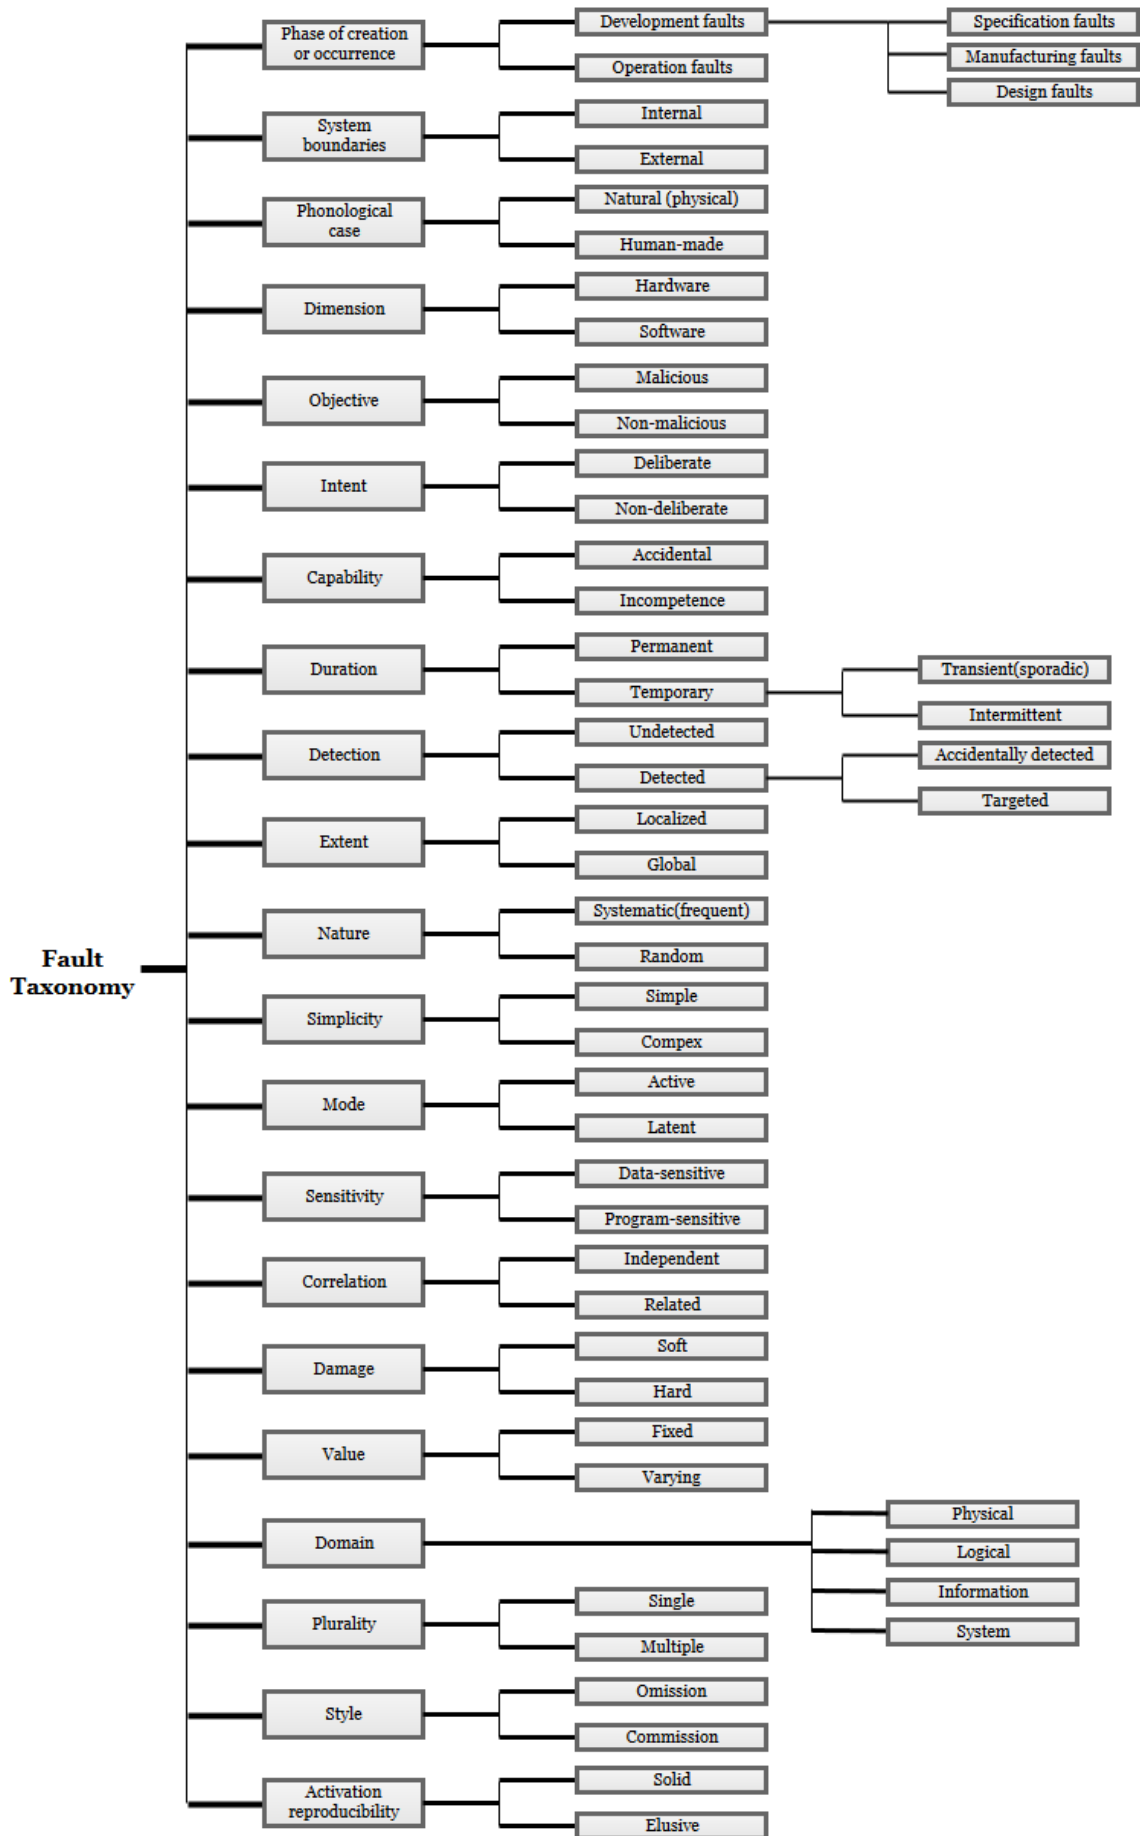 Fault
Taxonomy
Phase of creation
or occurrence
Development faults
Specification faults
Manufacturing faults
Design faults
Operation faults
System
boundaries
Internal
External
Phonological
case
Natural (physical)
Human-made
Dimension
Hardware
Software
Objective
Malicious
Non-malicious
Intent
Deliberate
Non-deliberate
Capability
Accidental
Incompetence
Duration
Permanent
Temporary
Transient(sporadic)
Intermittent
Detection
Undetected
Detected
Accidentally detected
Targeted
Extent
Localized
Global
Nature
Systematic(frequent)
Random
Simplicity
Simple
Compex
Mode
Active
Latent
Sensitivity
Data-sensitive
Program-sensitive
Correlation
Independent
Related
Damage
Soft
Hard
Value
Fixed
Varying
Domain
Physical
Logical
Information
System
Plurality
Single
Multiple
Style
Omission
Commission
Activation
reproducibility
Solid
Elusive